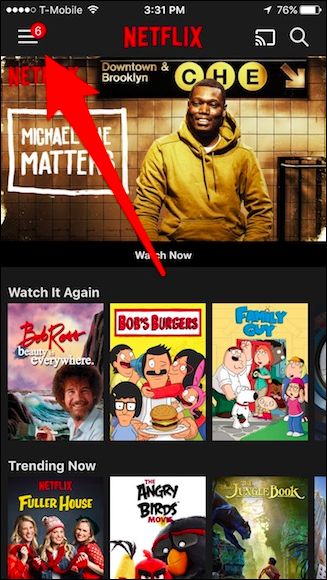 T-Mobile 3:31 PM 76%
6
NETFLIX
NETFLIX
Downtown &
Brooklyn
C H E
MICHAEL CHE
MATTERS
Watch Now
Watch It Again
Bob Ross
beauty is
everywhere.
BOB'S BURGERS
FAMILY
GUY
Trending Now
NETFLIX
FULLER HOUSE
THE
ANGRY
BIRDS
MOVIE
THE
JUNGLE BOOK